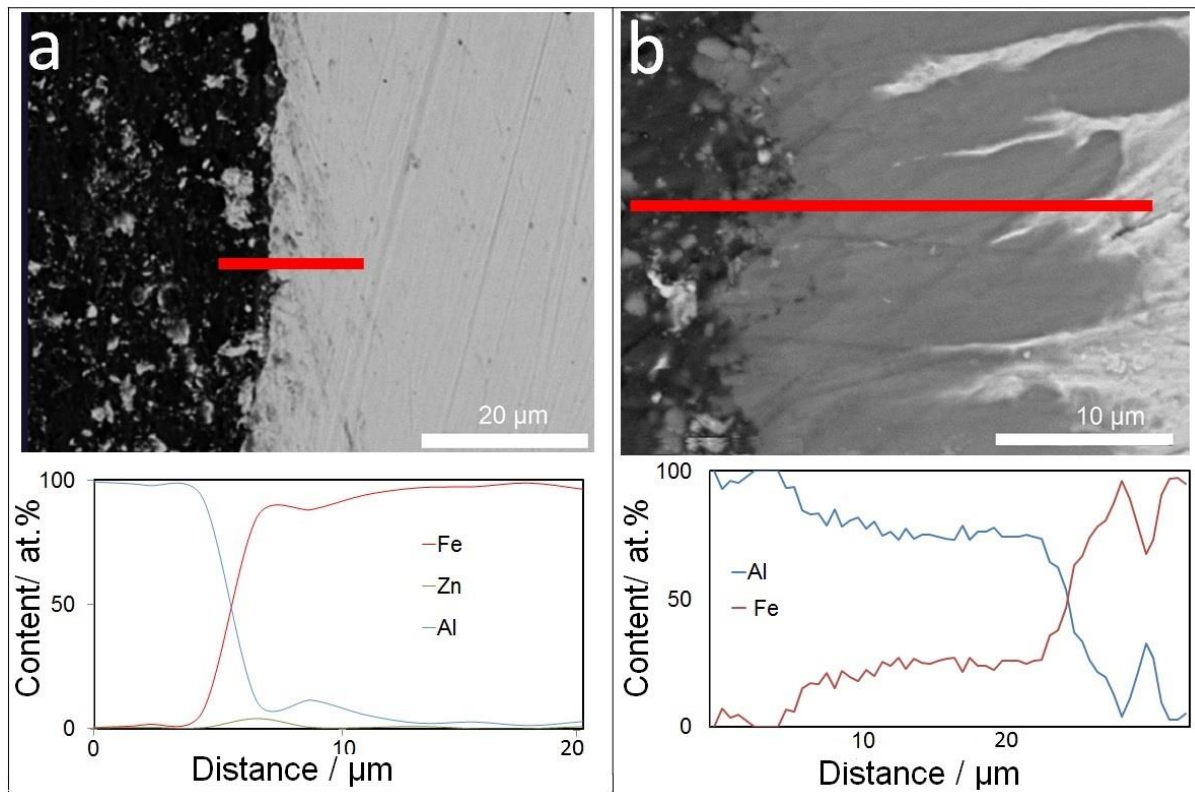 a
20 µm
100
50
0
Content/ at.%
Fe
Zn
Al
0
10
20
Distance / µm
b
10 µm
100
50
0
Content/ at.%
Al
Fe
10
20
Distance / µm